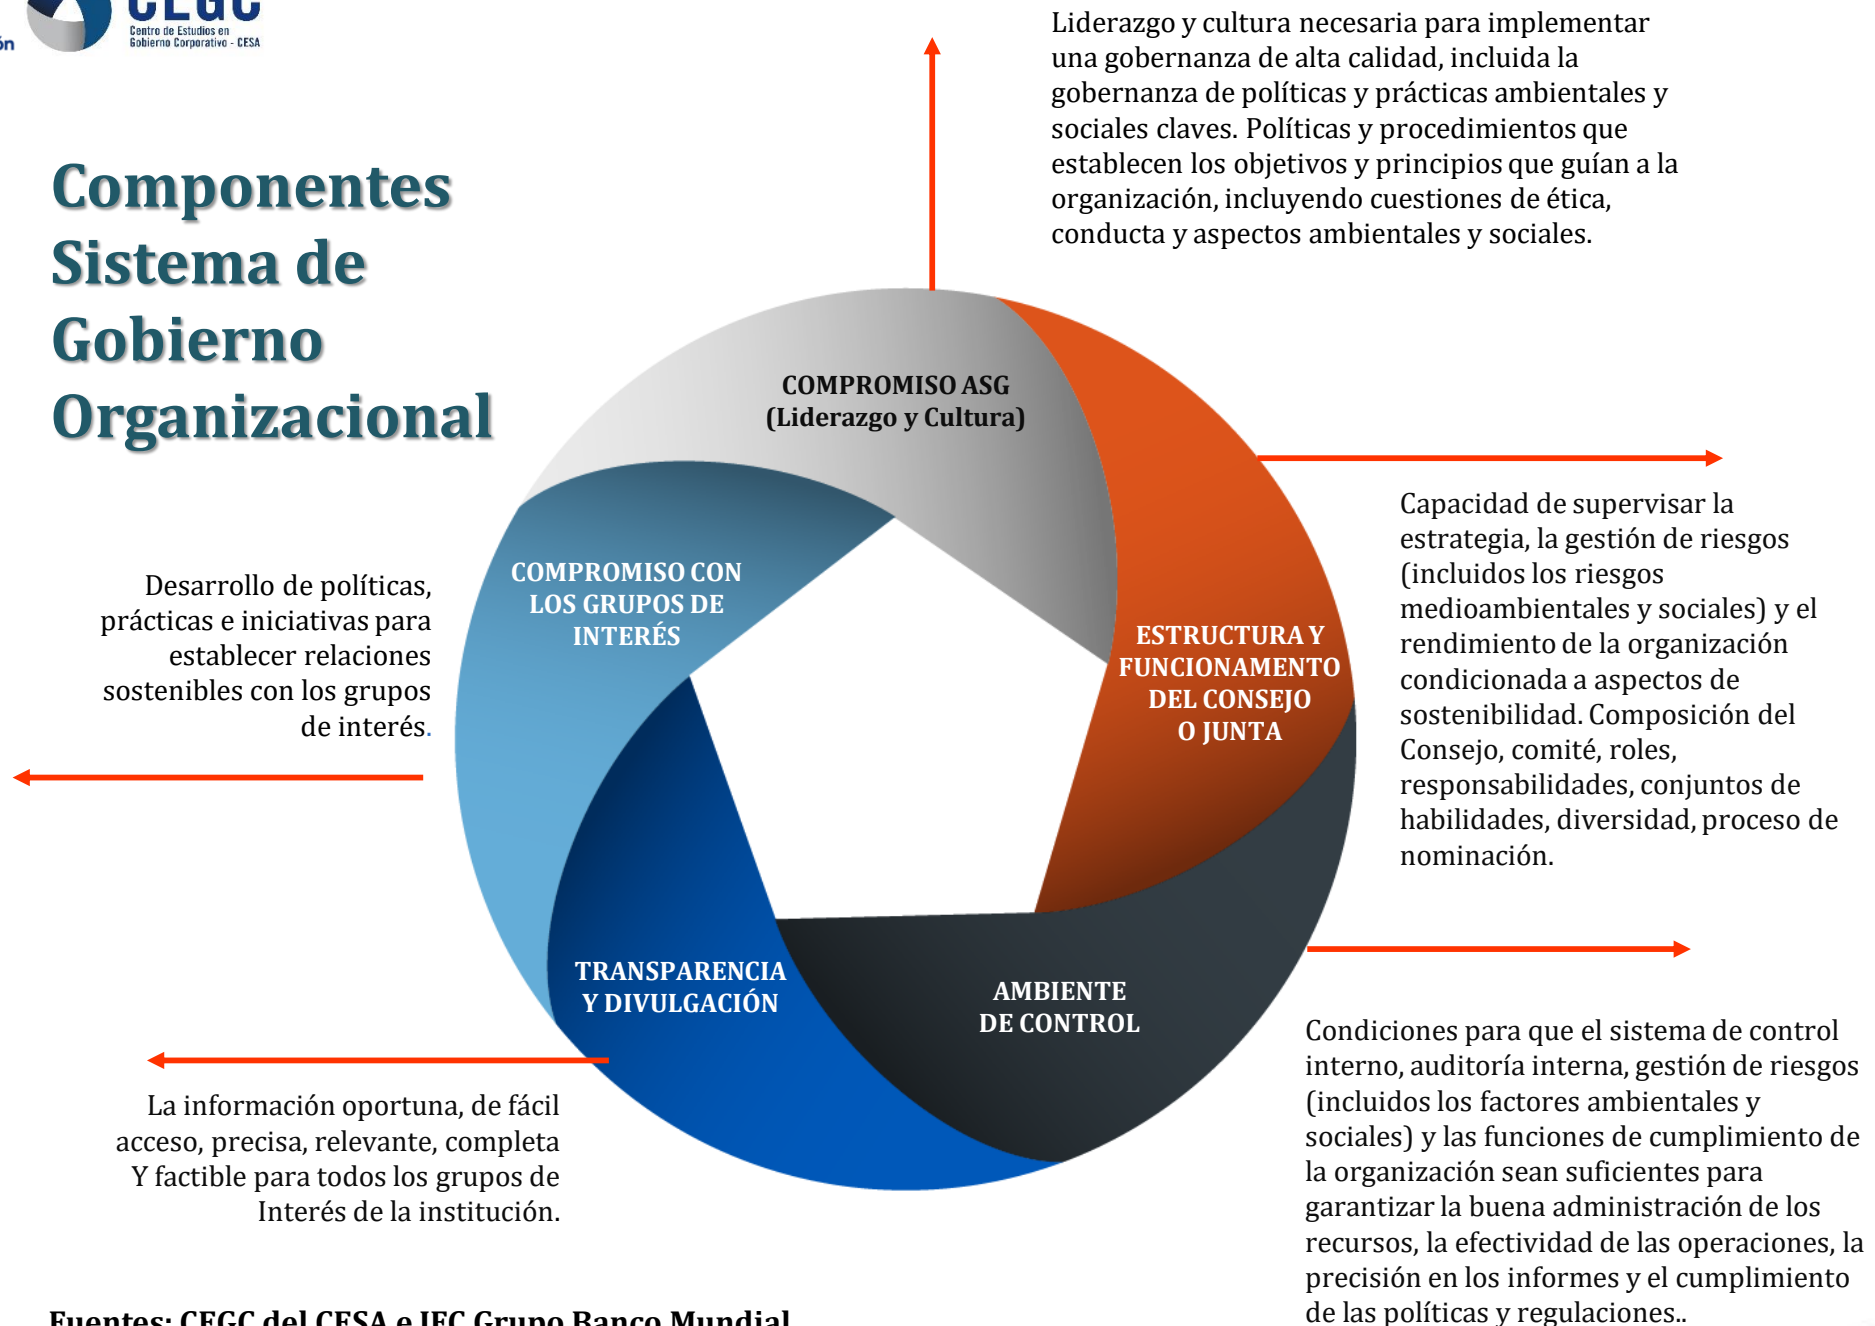 CEGC
Centro de Estudios en
Gobierno Corporativo - CESA
ón
Componentes
Sistema de
Gobierno
Organizacional
Liderazgo y cultura necesaria para implementar
una gobernanza de alta calidad, incluida la
gobernanza de políticas y prácticas ambientales y
sociales claves. Políticas y procedimientos que
establecen los objetivos y principios que guían a la
organización, incluyendo cuestiones de ética,
conducta y aspectos ambientales y sociales.
COMPROMISO ASG
(Liderazgo y Cultura)
ESTRUCTURA Y
FUNCIONAMENTO
DEL CONSEJO
O JUNTA
Capacidad de supervisar la
estrategia, la gestión de riesgos
(incluidos los riesgos
medioambientales y sociales) y el
rendimiento de la organización
condicionada a aspectos de
sostenibilidad. Composición del
Consejo, comité, roles,
responsabilidades, conjuntos de
habilidades, diversidad, proceso de
nominación.
COMPROMISO CON
LOS GRUPOS DE
INTERÉS
Desarrollo de políticas,
prácticas e iniciativas para
establecer relaciones
sostenibles con los grupos
de interés.
TRANSPARENCIA
Y DIVULGACIÓN
La información oportuna, de fácil
acceso, precisa, relevante, completa
Y factible para todos los grupos de
Interés de la institución.
AMBIENTE
DE CONTROL
Condiciones para que el sistema de control
interno, auditoría interna, gestión de riesgos
(incluidos los factores ambientales y
sociales) y las funciones de cumplimiento de
la organización sean suficientes para
garantizar la buena administración de los
recursos, la efectividad de las operaciones, la
precisión en los informes y el cumplimiento
de las políticas y regulaciones..
Fuentes: CEGC del CESA e IFC Grupo Banco Mundial